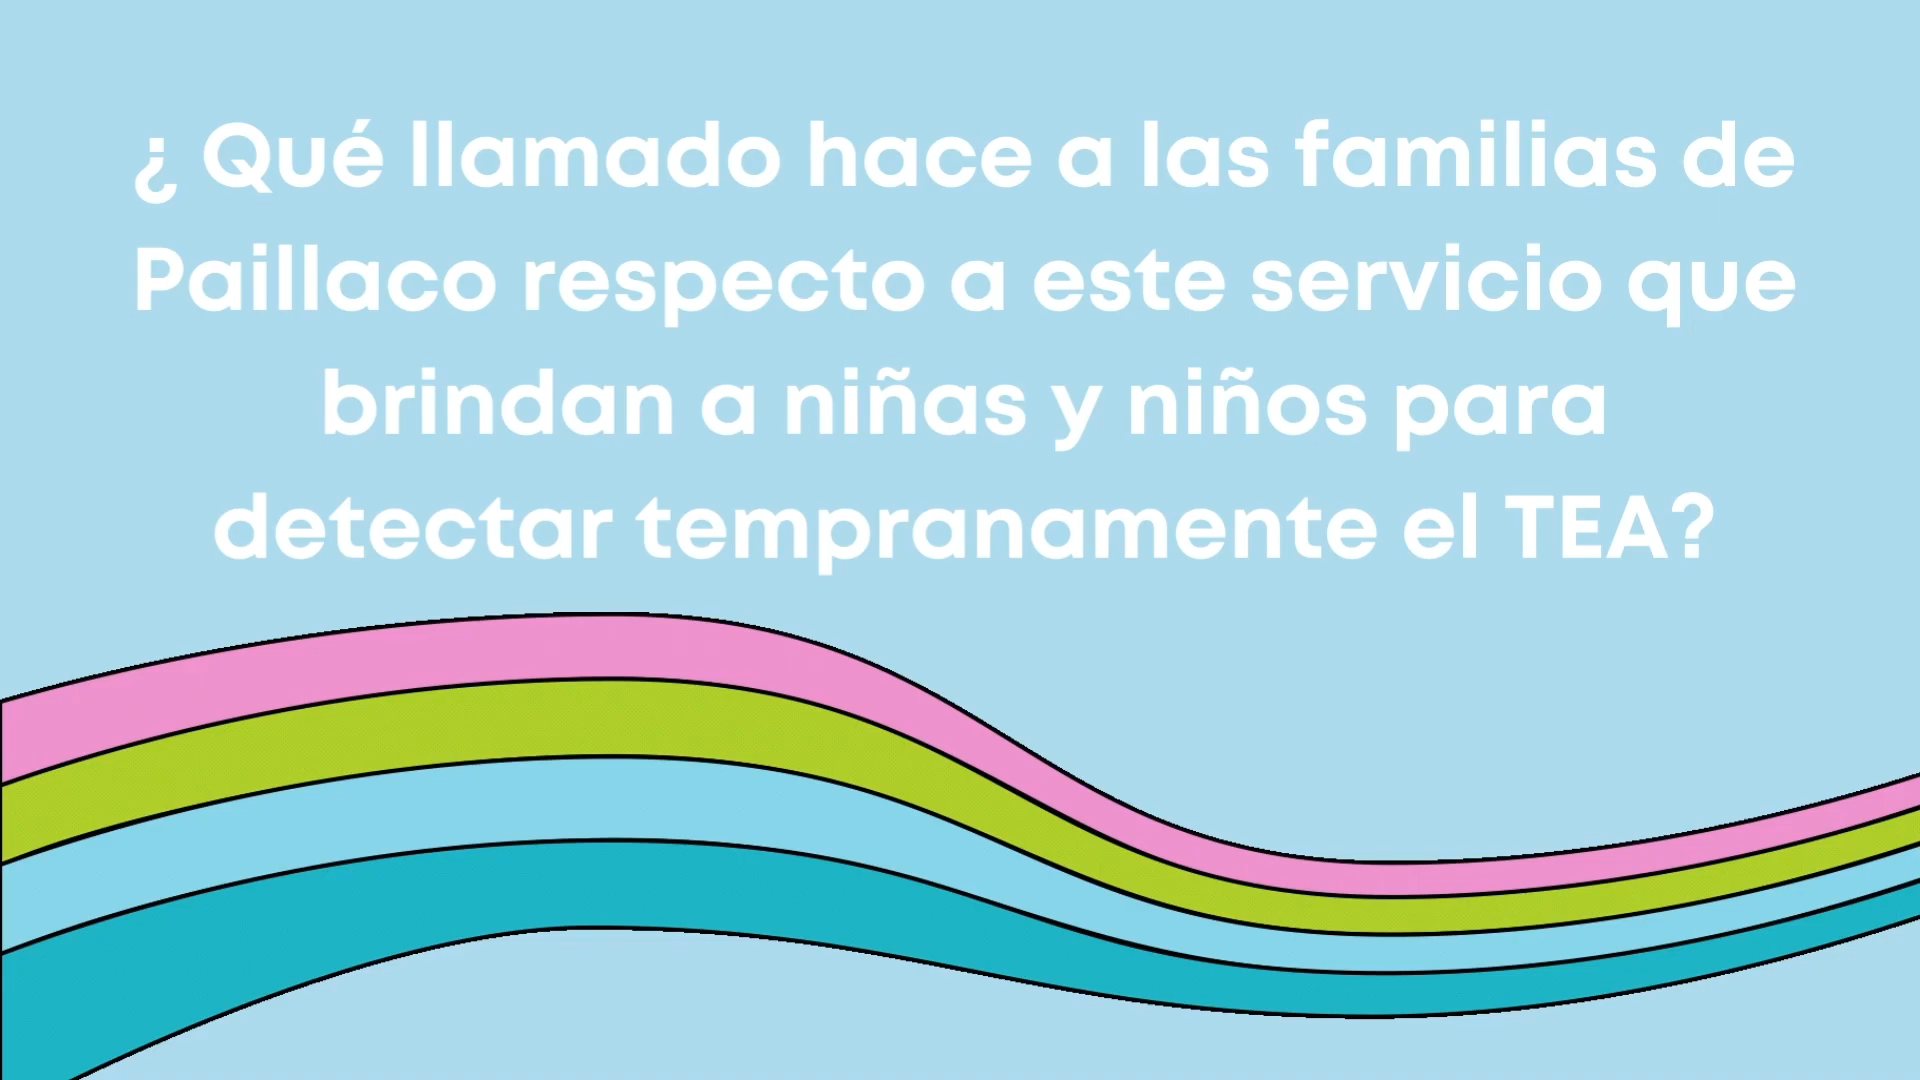 ¿ Qué llamado hace a las familias de
Paillaco respecto a este servicio que
brindan a niñas y niños para
detectar tempranamente el TEA?